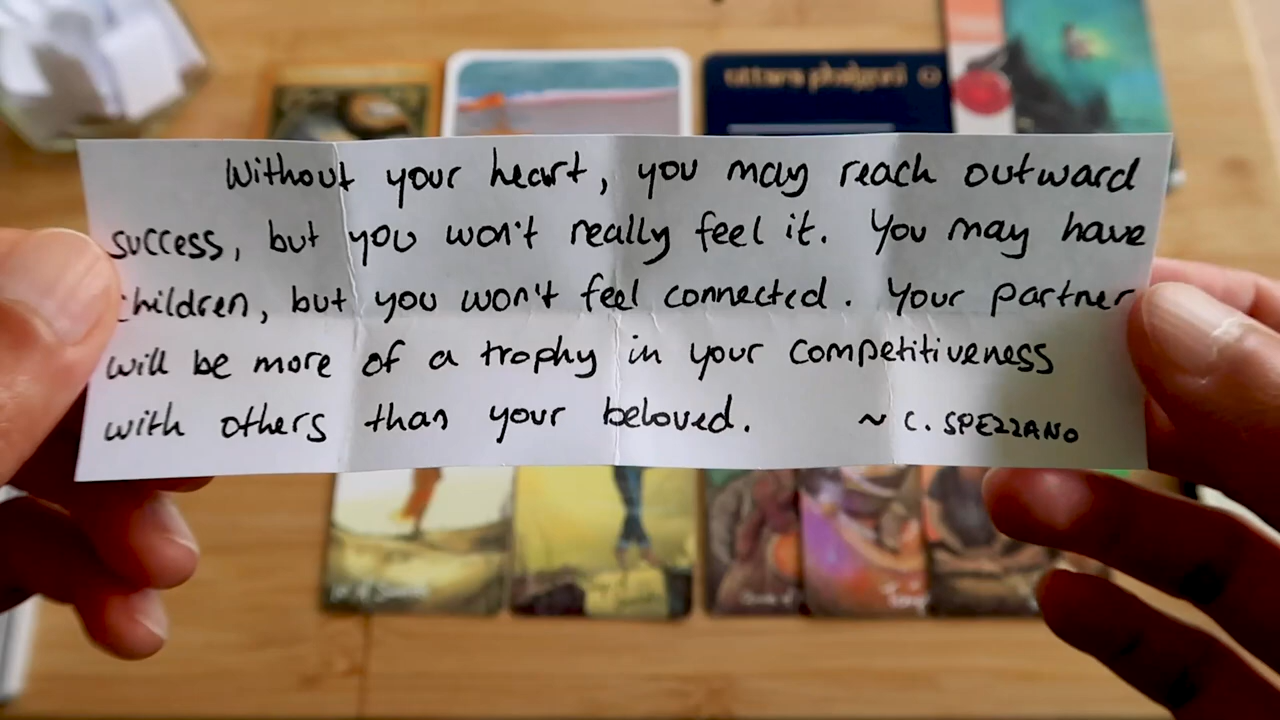 uttara phalguni
Without your heart, you may reach outward
success, but you won't really feel it. You may have
children, but you won't feel connected. Your partner
will be more of a trophy in your competitiveness
with others than your beloved. ~ C. SPEZZANO